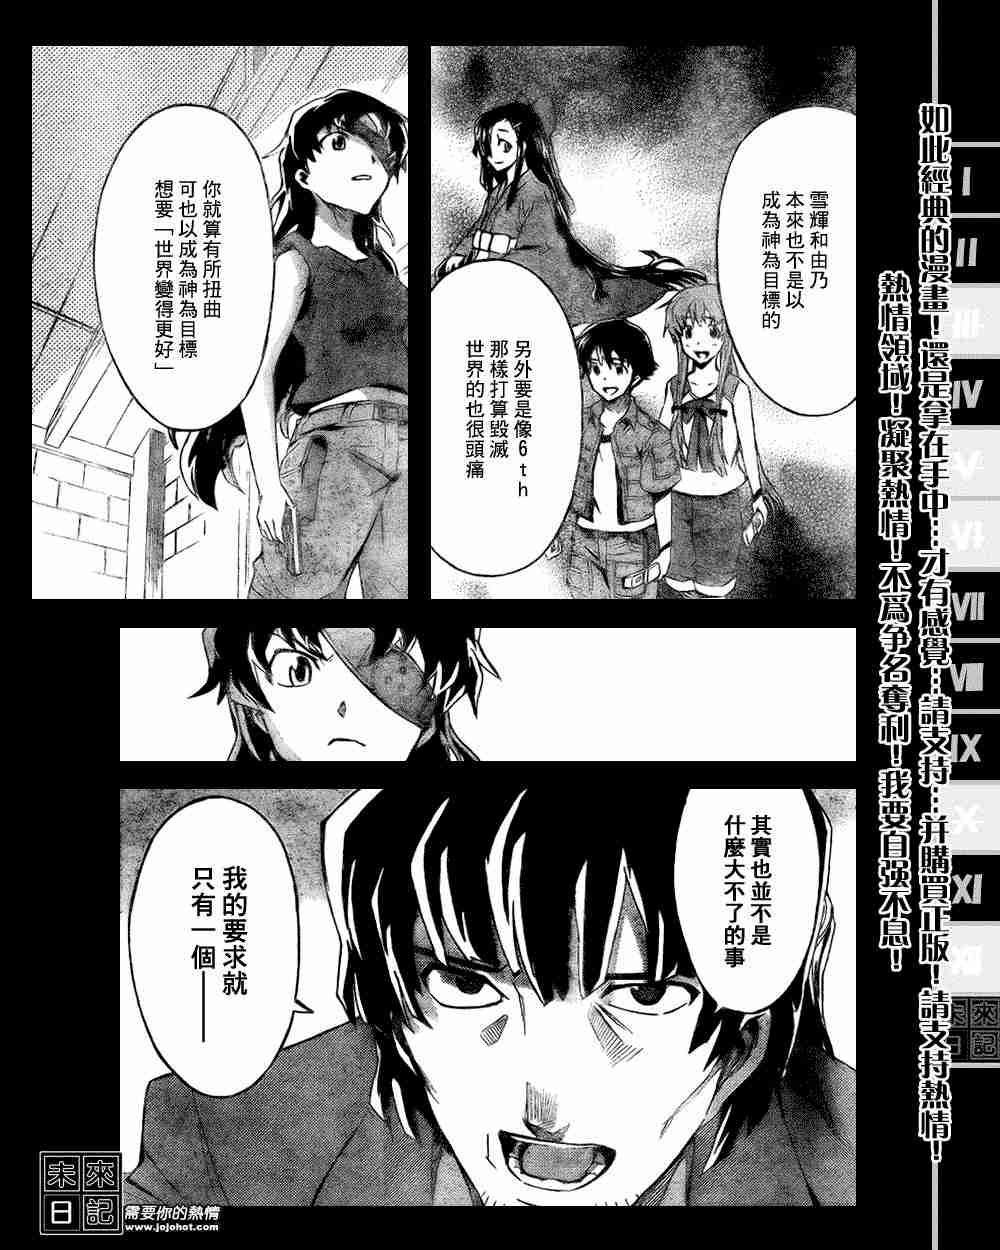 雪輝和由乃
本來也不是以
成為神為目標的
另外要是像6th
那樣打算毀滅
世界的也很頭痛
你就算有所扭曲
可也以成為神為目標
想要「世界變得更好」
其實也並不是
什麼大不了的事
我的要求就
只有一個——
如此經典的漫畫！還是拿在手中…才有感覺…請支持…并購買正版！請支持熱情！
熱情領域！凝聚熱情！不爲争名奪利！我要自强不息！
I
II
III
IV
V
VI
VII
VIII
IX
X
XI
XII
未來
日記
未來
日記
需要你的熱情
www.jojohot.com